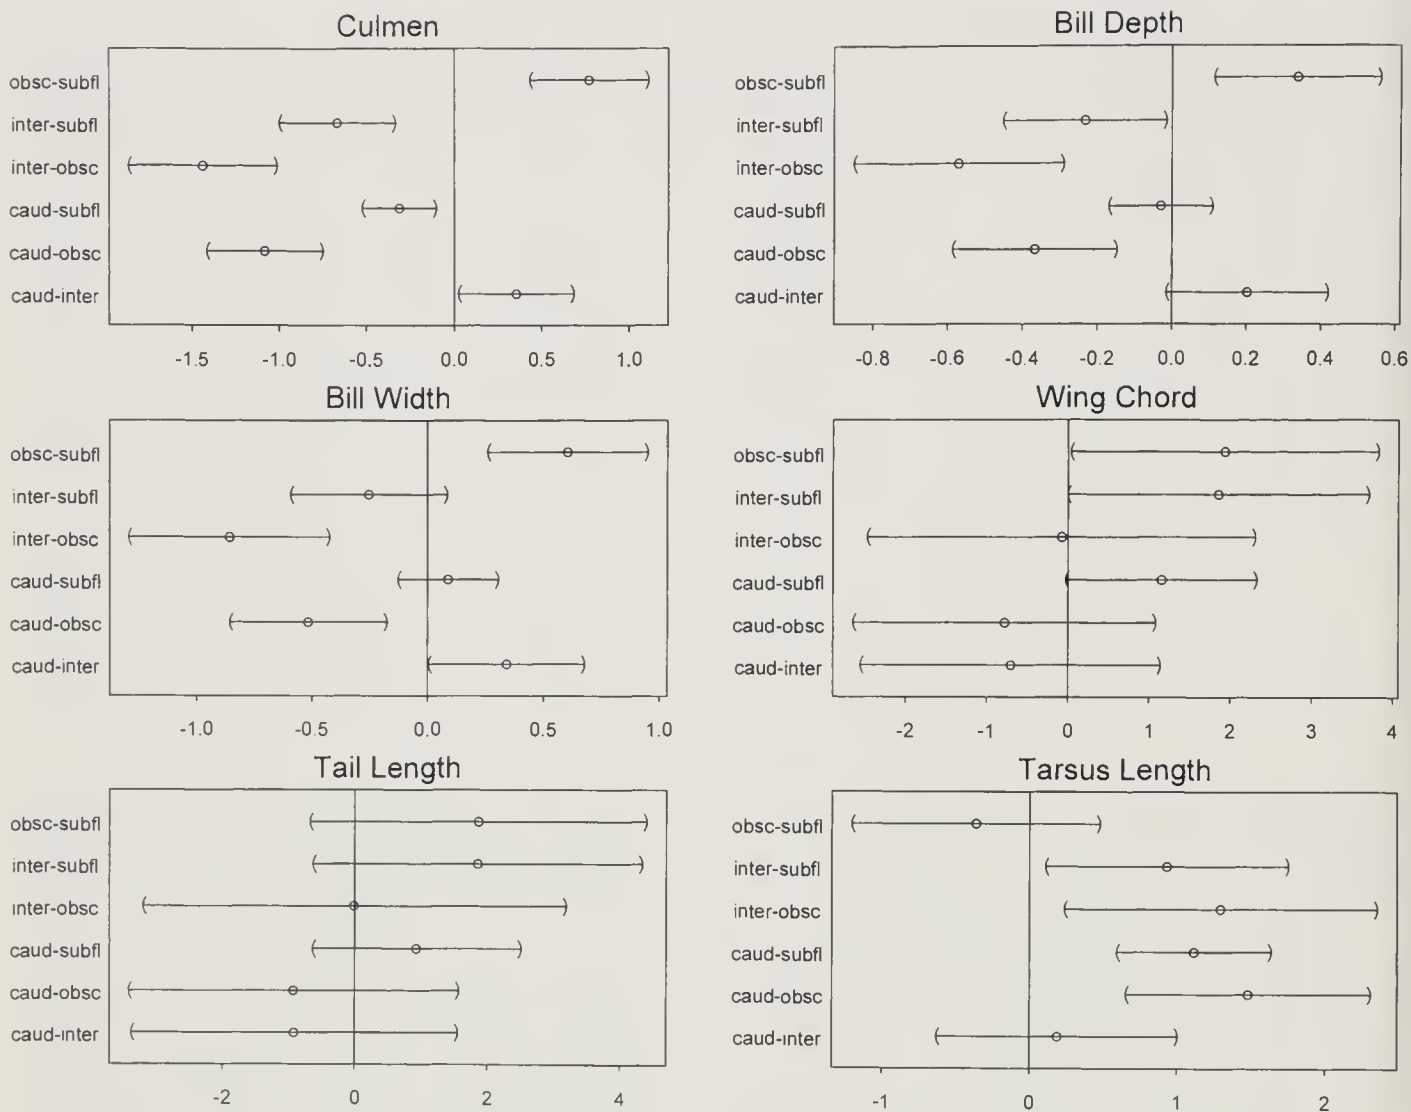 Culmen
obsc-subfl
inter-subfl
inter-obsc
caud-subfl
caud-obsc
caud-inter
-1.5 -1.0 -0.5 0.0 0.5 1.0
Bill Depth
obsc-subfl
inter-subfl
inter-obsc
caud-subfl
caud-obsc
caud-inter
-0.8 -0.6 -0.4 -0.2 0.0 0.2 0.4 0.6
Bill Width
obsc-subfl
inter-subfl
inter-obsc
caud-subfl
caud-obsc
caud-inter
-1.0 -0.5 0.0 0.5 1.0
Wing Chord
obsc-subfl
inter-subfl
inter-obsc
caud-subfl
caud-obsc
caud-inter
-2 -1 0 1 2 3 4
Tail Length
obsc-subfl
inter-subfl
inter-obsc
caud-subfl
caud-obsc
caud-inter
-2 0 2 4
Tarsus Length
obsc-subfl
inter-subfl
inter-obsc
caud-subfl
caud-obsc
caud-inter
-1 0 1 2